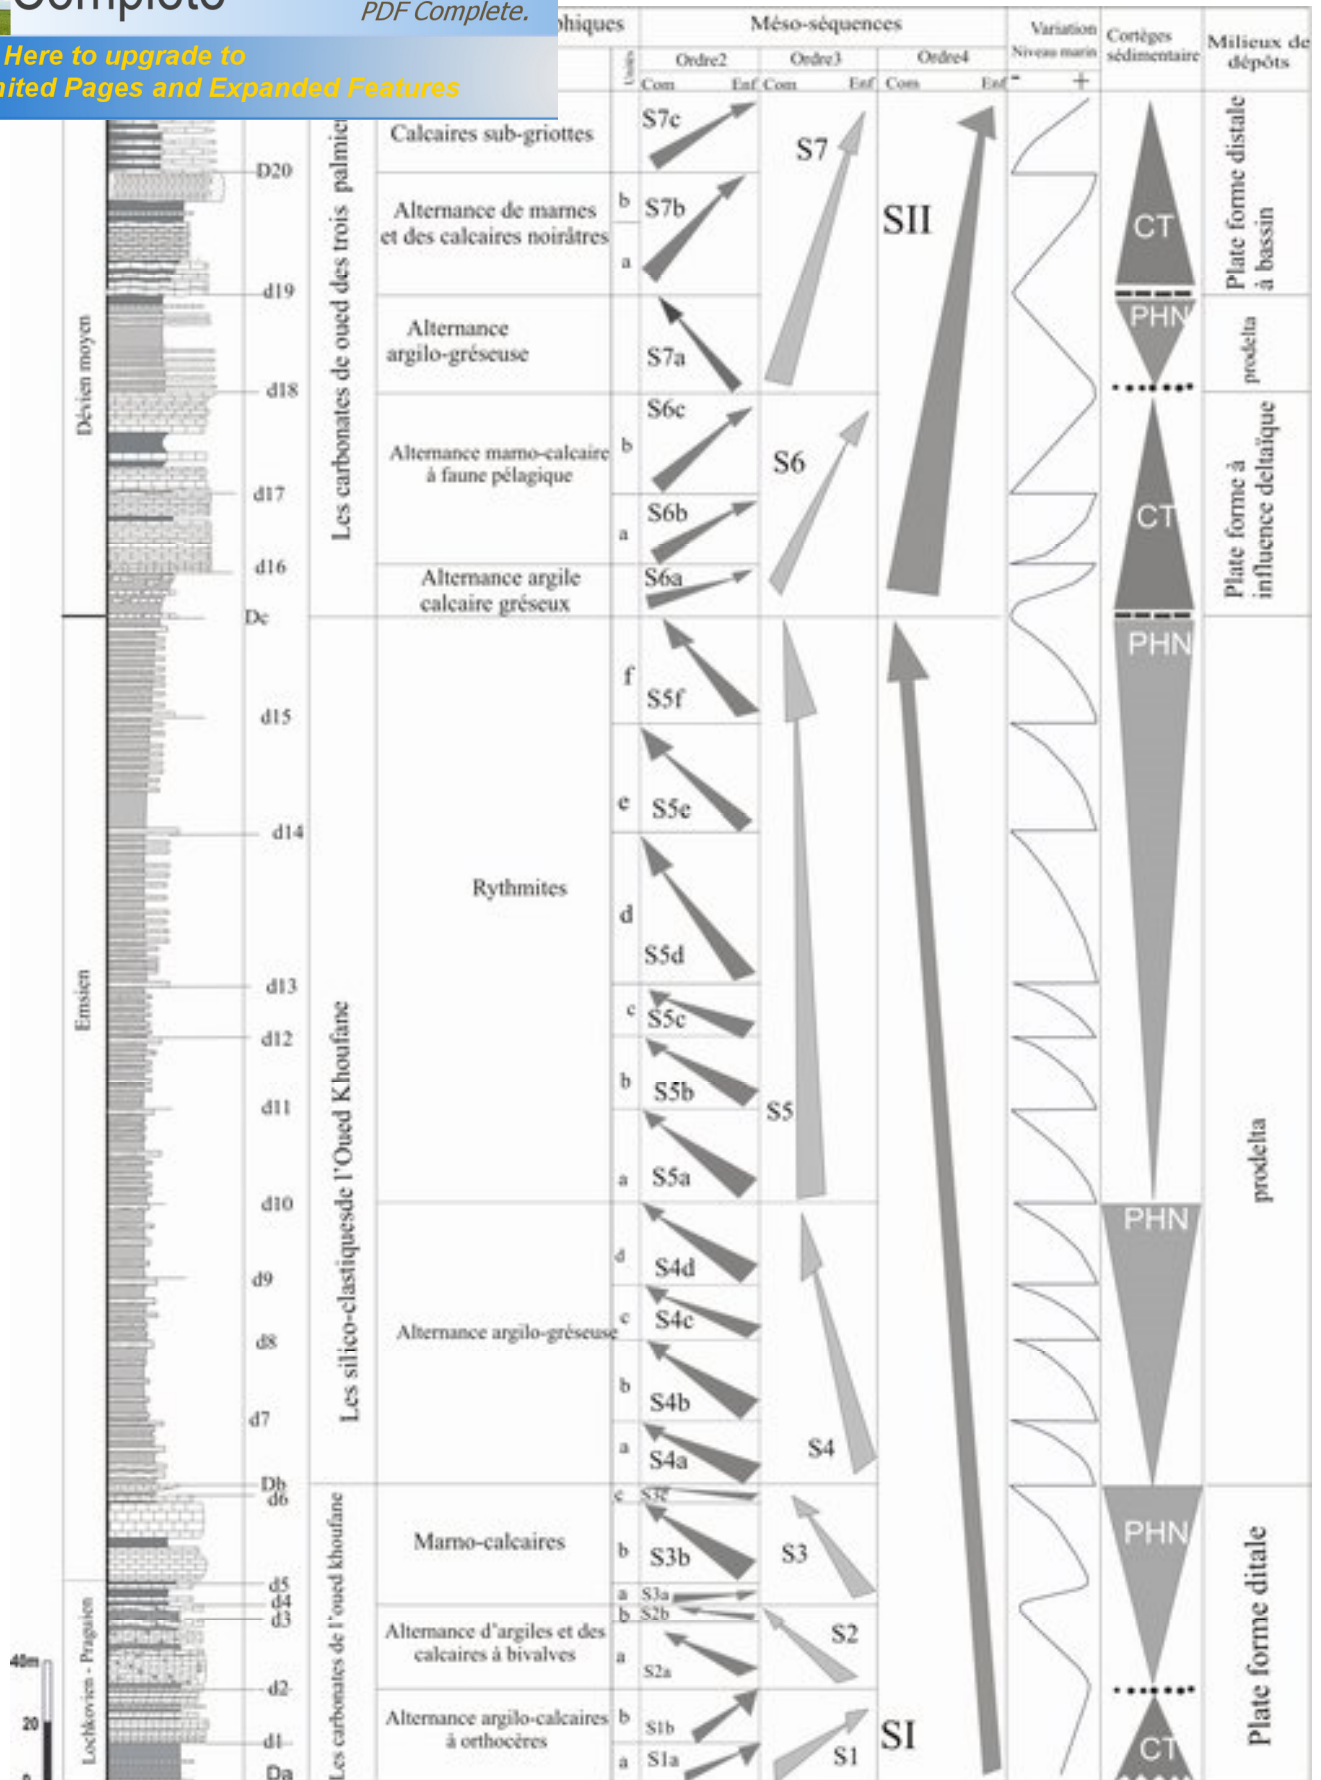 Complete
PDF Complete.
Here to upgrade to
nited Pages and Expanded Features
phiques
Unités
Méso-séquences
Ordre2
Ordre3
Ordre4
Com
Enf
Com
Enf
Com
Enf
Variation
Niveau marin
-
+
Cortèges
sédimentaire
Milieux de
dépôts
Dévien moyen
Emsien
Lochkovien - Praguien
40m
20
0
D20
d19
d18
d17
d16
Dc
d15
d14
d13
d12
d11
d10
d9
d8
d7
Db
d6
d5
d4
d3
d2
d1
Da
Les carbonates de oued des trois palmier
Les silico-clastiquesde l'Oued Khoufane
Les carbonates de l'oued khoufane
Calcaires sub-griottes
Alternance de marnes
et des calcaires noirâtres
Alternance
argilo-gréseuse
Alternance marno-calcaire
à faune pélagique
Alternance argile
calcaire gréseux
Rythmites
Alternance argilo-gréseuse
Marno-calcaires
Alternance d'argiles et des
calcaires à bivalves
Alternance argilo-calcaires
à orthocères
b
a
b
a
f
e
d
c
b
a
d
c
b
a
c
b
a
b
a
b
a
S7c
S7b
S7a
S6c
S6b
S6a
S5f
S5e
S5d
S5c
S5b
S5a
S4d
S4c
S4b
S4a
S3c
S3b
S3a
S2b
S2a
S1b
S1a
S7
S6
S5
S4
S3
S2
S1
SII
SI
CT
PHN
CT
PHN
PHN
PHN
CT
Plate forme distale
à bassin
prodelta
Plate forme à
influence deltaïque
prodelta
Plate forme ditale